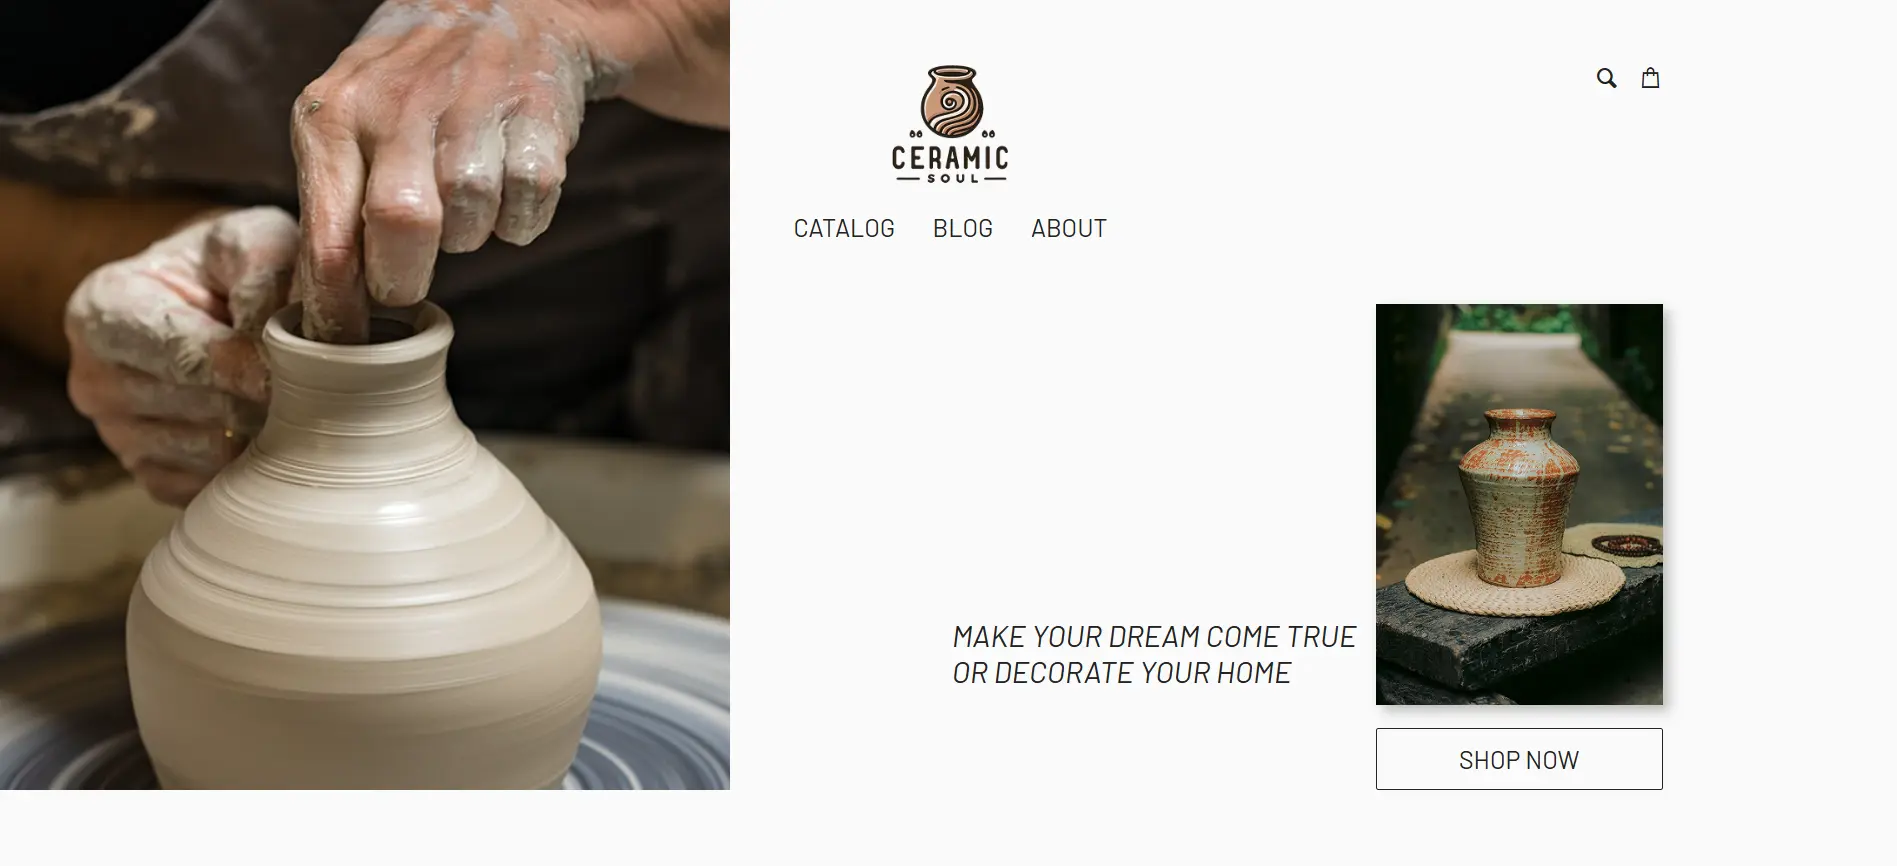 CERAMIC
SOUL
CATALOG BLOG ABOUT
MAKE YOUR DREAM COME TRUE
OR DECORATE YOUR HOME
SHOP NOW